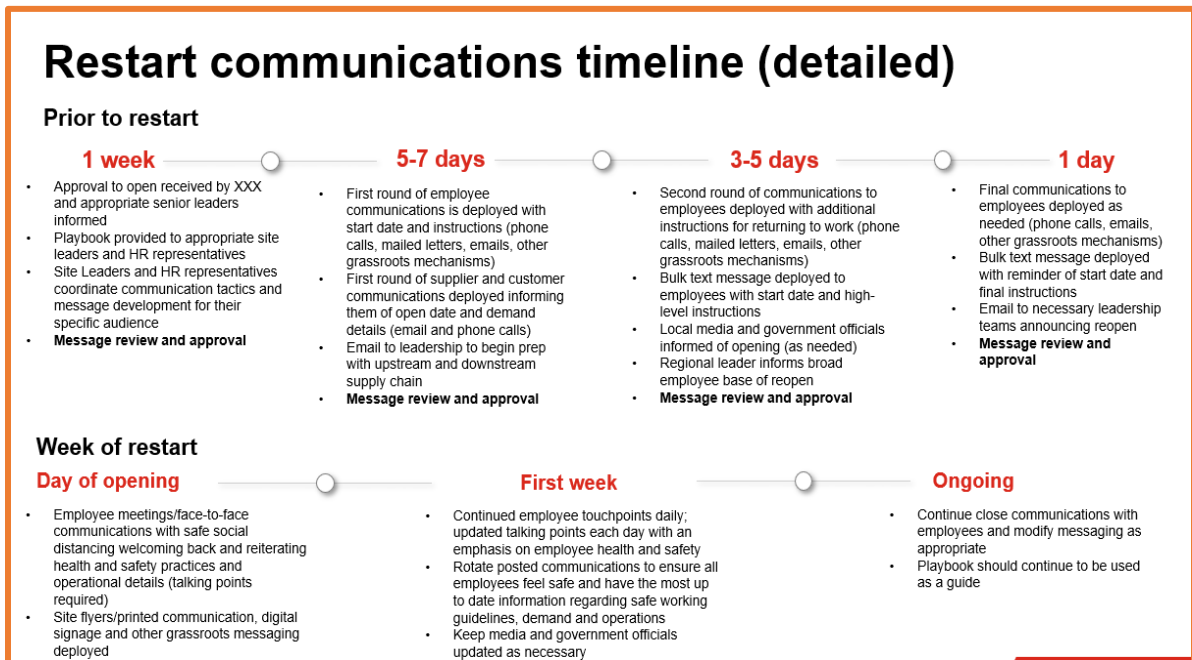 Restart communications timeline (detailed)
Prior to restart
1 week
• Approval to open received by XXX
and appropriate senior leaders
informed
• Playbook provided to appropriate site
leaders and HR representatives
• Site Leaders and HR representatives
coordinate communication tactics and
message development for their
specific audience
• Message review and approval
5-7 days
• First round of employee
communications is deployed with
start date and instructions (phone
calls, mailed letters, emails, other
grassroots mechanisms)
• First round of supplier and customer
communications deployed informing
them of open date and demand
details (email and phone calls)
• Email to leadership to begin prep
with upstream and downstream
supply chain
• Message review and approval
3-5 days
• Second round of communications to
employees deployed with additional
instructions for returning to work (phone
calls, mailed letters, emails, other
grassroots mechanisms)
• Bulk text message deployed to
employees with start date and high-
level instructions
• Local media and government officials
informed of opening (as needed)
• Regional leader informs broad
employee base of reopen
• Message review and approval
1 day
• Final communications to
employees deployed as
needed (phone calls, emails,
other grassroots mechanisms)
• Bulk text message deployed
with reminder of start date and
final instructions
• Email to necessary leadership
teams announcing reopen
• Message review and
approval
Week of restart
Day of opening
• Employee meetings/face-to-face
communications with safe social
distancing welcoming back and reiterating
health and safety practices and
operational details (talking points
required)
• Site flyers/printed communication, digital
signage and other grassroots messaging
deployed
First week
• Continued employee touchpoints daily;
updated talking points each day with an
emphasis on employee health and safety
• Rotate posted communications to ensure all
employees feel safe and have the most up
to date information regarding safe working
guidelines, demand and operations
• Keep media and government officials
updated as necessary
Ongoing
• Continue close communications with
employees and modify messaging as
appropriate
• Playbook should continue to be used
as a guide